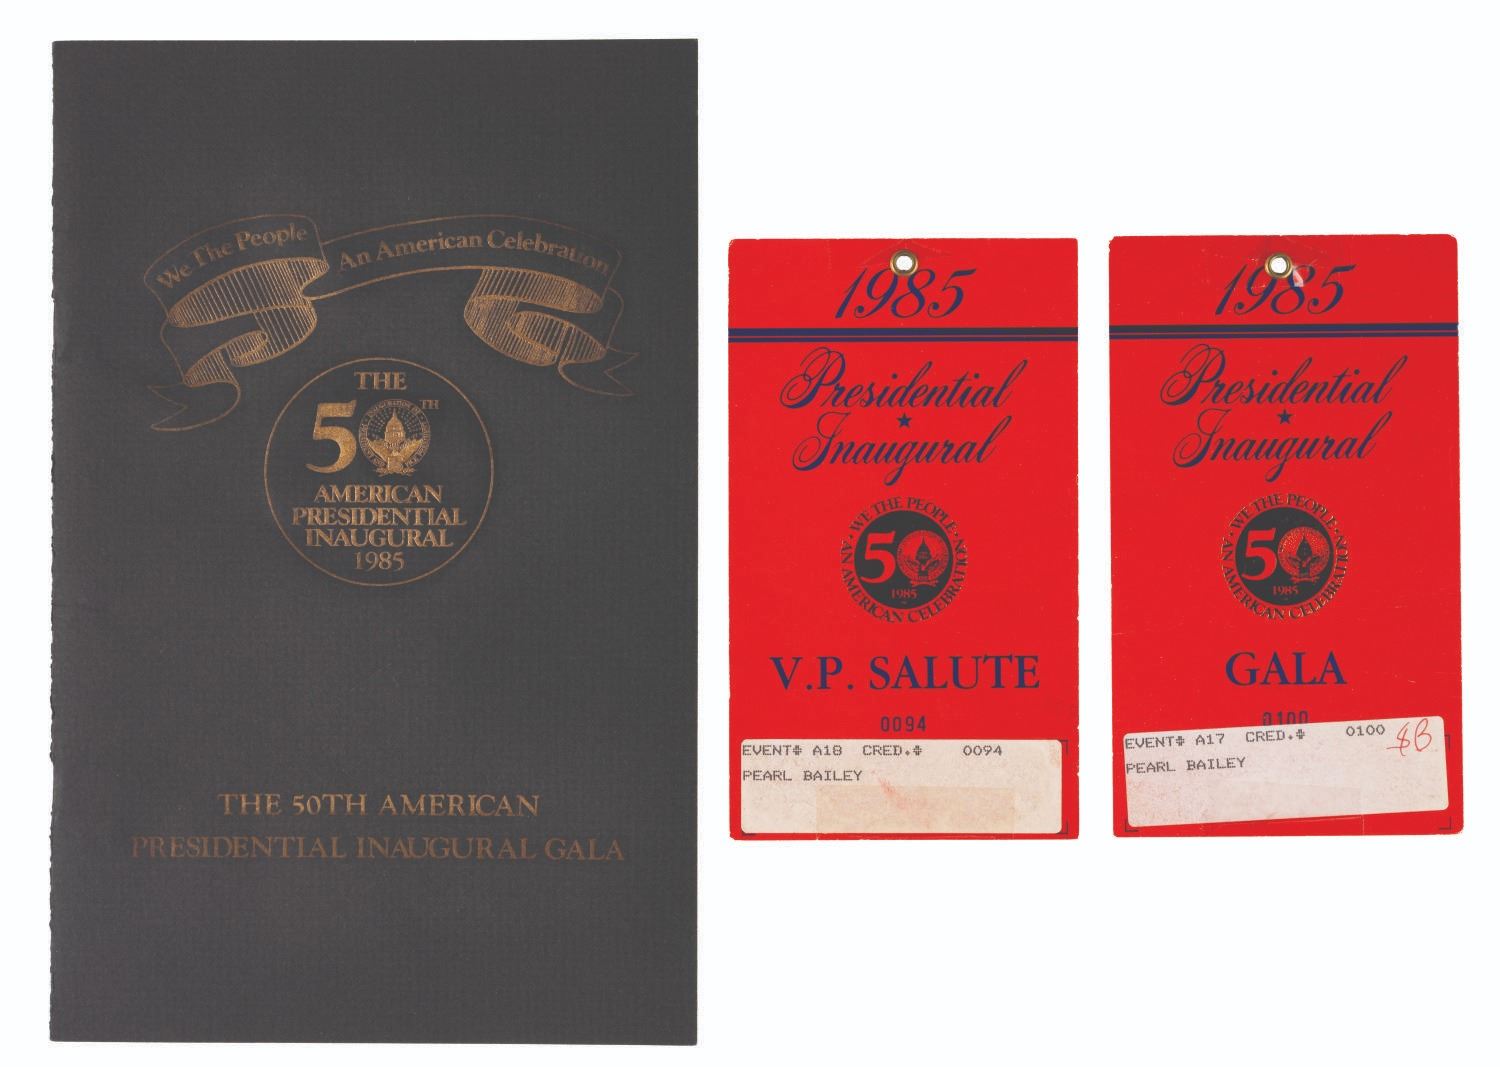 We The People An American Celebration
THE
50TH
AMERICAN
PRESIDENTIAL
INAUGURAL
1985
THE 50TH AMERICAN
PRESIDENTIAL INAUGURAL GALA
1985
Presidential
Inaugural
WE THE PEOPLE
50
1985
AN AMERICAN CELEBRATION
V.P. SALUTE
0094
EVENT# A18 CRED.# 0094
PEARL BAILEY
1985
Presidential
Inaugural
WE THE PEOPLE
50
1985
AN AMERICAN CELEBRATION
GALA
0100
EVENT# A17 CRED.# 0100
PEARL BAILEY